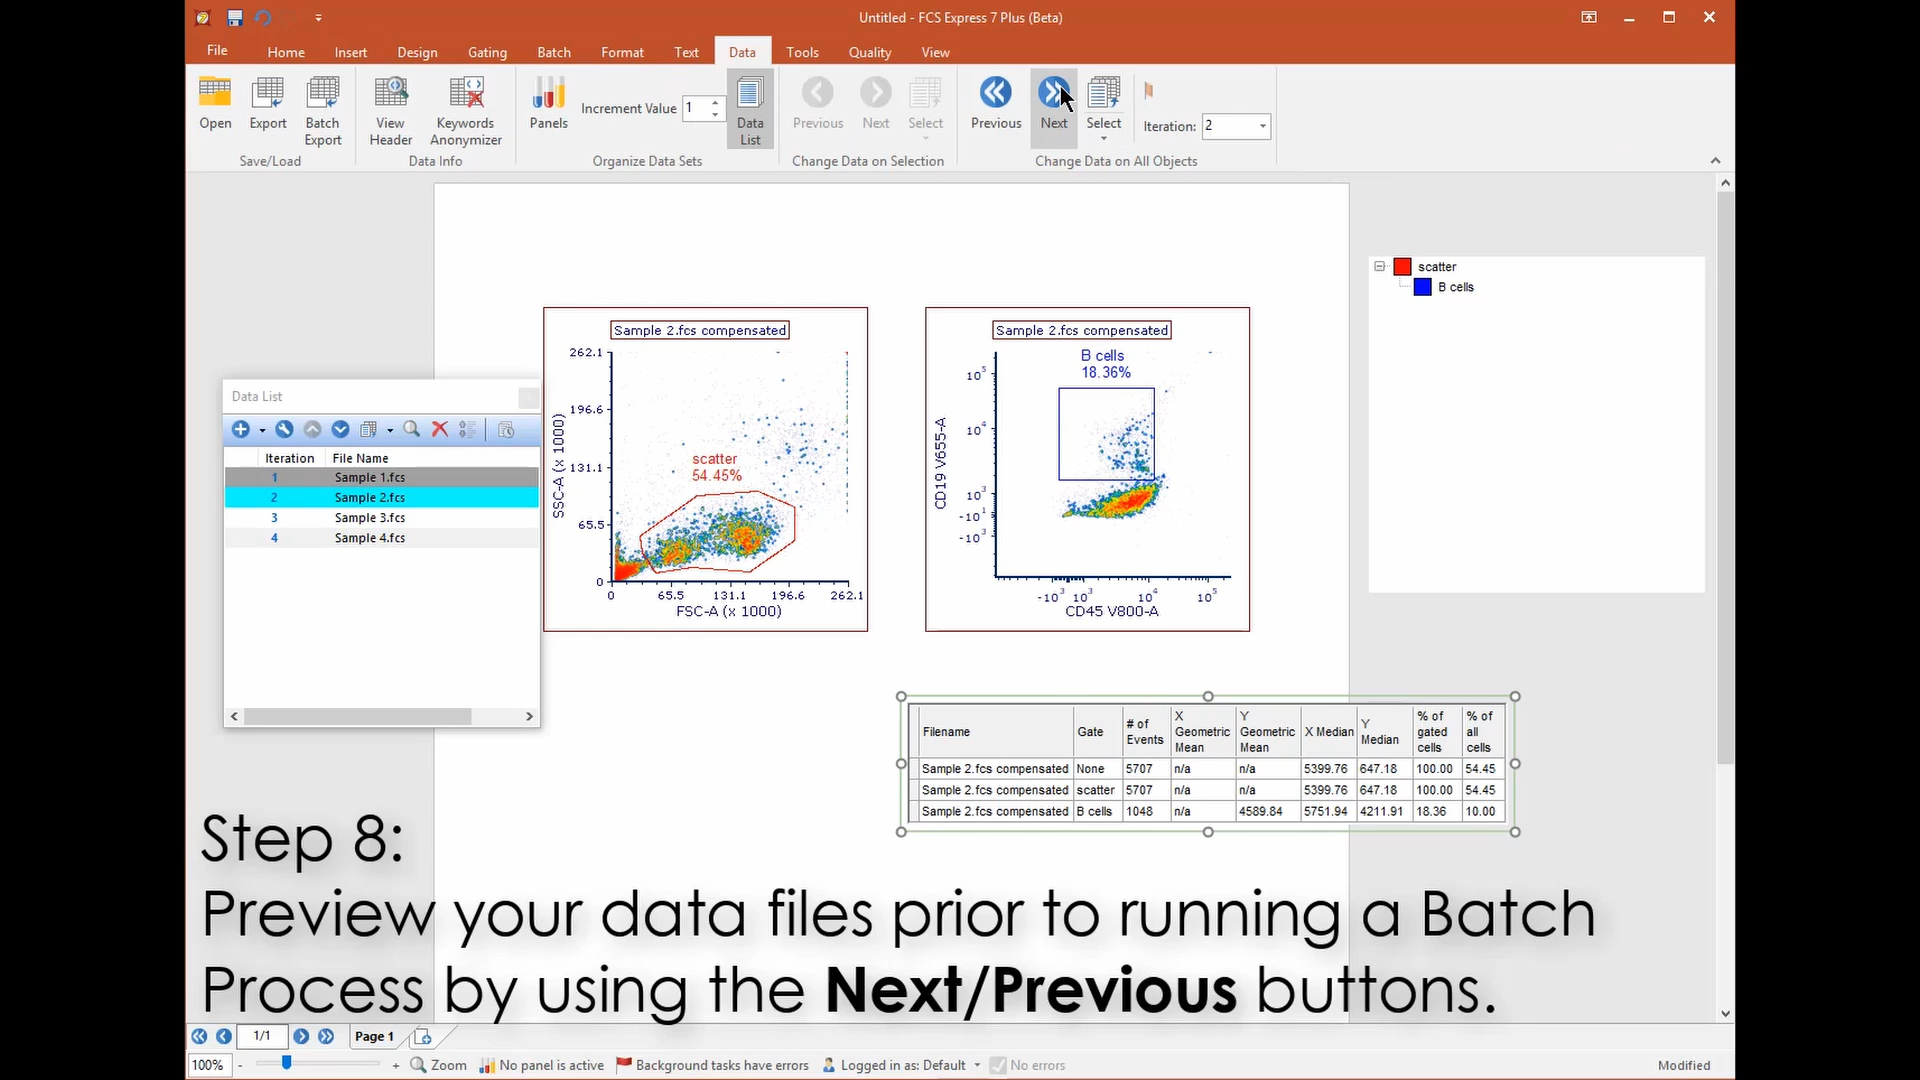 Untitled - FCS Express 7 Plus (Beta)
File Home Insert Design Gating Batch Format Text Data Tools Quality View
Open Export Batch Export View Header Keywords Anonymizer Panels Increment Value 1 Data List Previous Next Select Previous Next Select Iteration: 2
Save/Load Data Info Organize Data Sets Change Data on Selection Change Data on All Objects
scatter
B cells
Data List
Iteration File Name
1 Sample 1.fcs
2 Sample 2.fcs
3 Sample 3.fcs
4 Sample 4.fcs
Sample 2.fcs compensated
262.1
196.6
131.1
65.5
0
SSC-A (x 1000)
scatter
54.45%
0 65.5 131.1 196.6 262.1
FSC-A (x 1000)
Sample 2.fcs compensated
B cells
18.36%
10⁵
10⁴
10³
-10¹
-10³
CD19 V655-A
-10³ 10³ 10⁴ 10⁵
CD45 V800-A
Filename Gate # of Events X Geometric Mean Y Geometric Mean X Median Y Median % of gated cells % of all cells
Sample 2.fcs compensated None 5707 n/a n/a 5399.76 647.18 100.00 54.45
Sample 2.fcs compensated scatter 5707 n/a n/a 5399.76 647.18 100.00 54.45
Sample 2.fcs compensated B cells 1048 n/a 4589.84 5751.94 4211.91 18.36 10.00
Step 8:
Preview your data files prior to running a Batch
Process by using the Next/Previous buttons.
1/1 Page 1
100% - + Zoom No panel is active Background tasks have errors Logged in as: Default No errors Modified